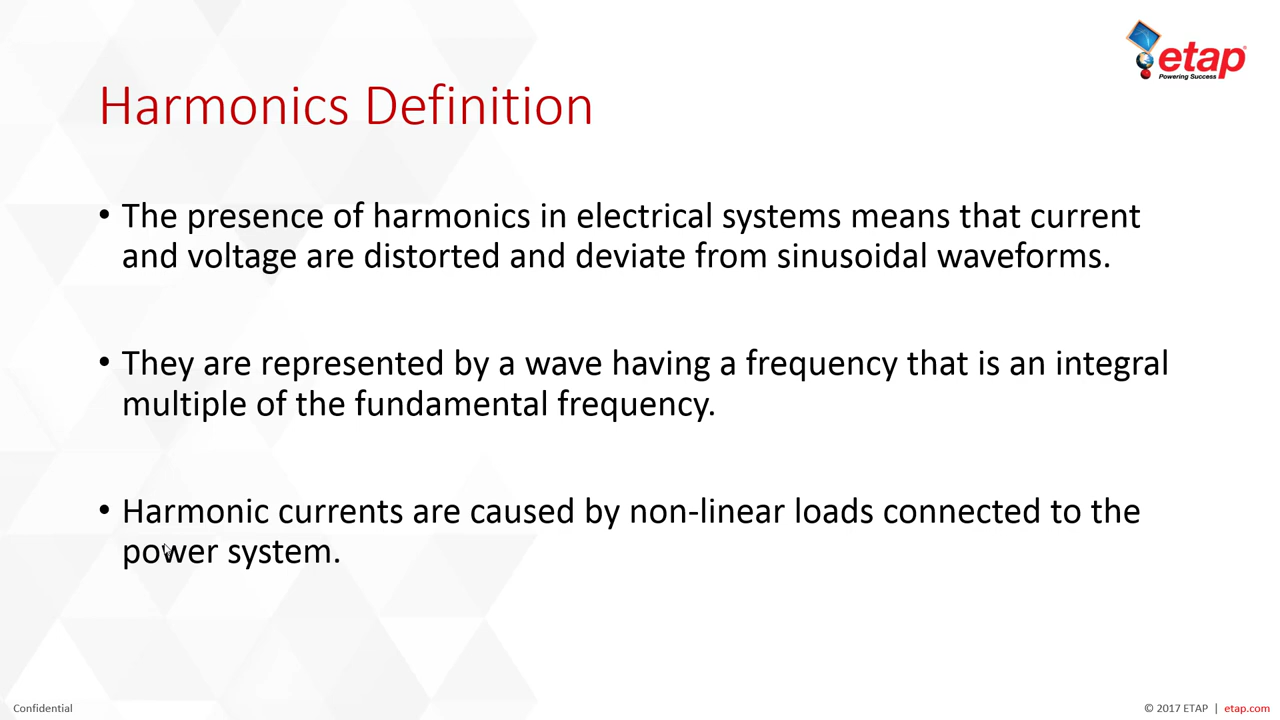 etap
Powering Success
Harmonics Definition
• The presence of harmonics in electrical systems means that current
and voltage are distorted and deviate from sinusoidal waveforms.
• They are represented by a wave having a frequency that is an integral
multiple of the fundamental frequency.
• Harmonic currents are caused by non-linear loads connected to the
power system.
Confidential
© 2017 ETAP | etap.com